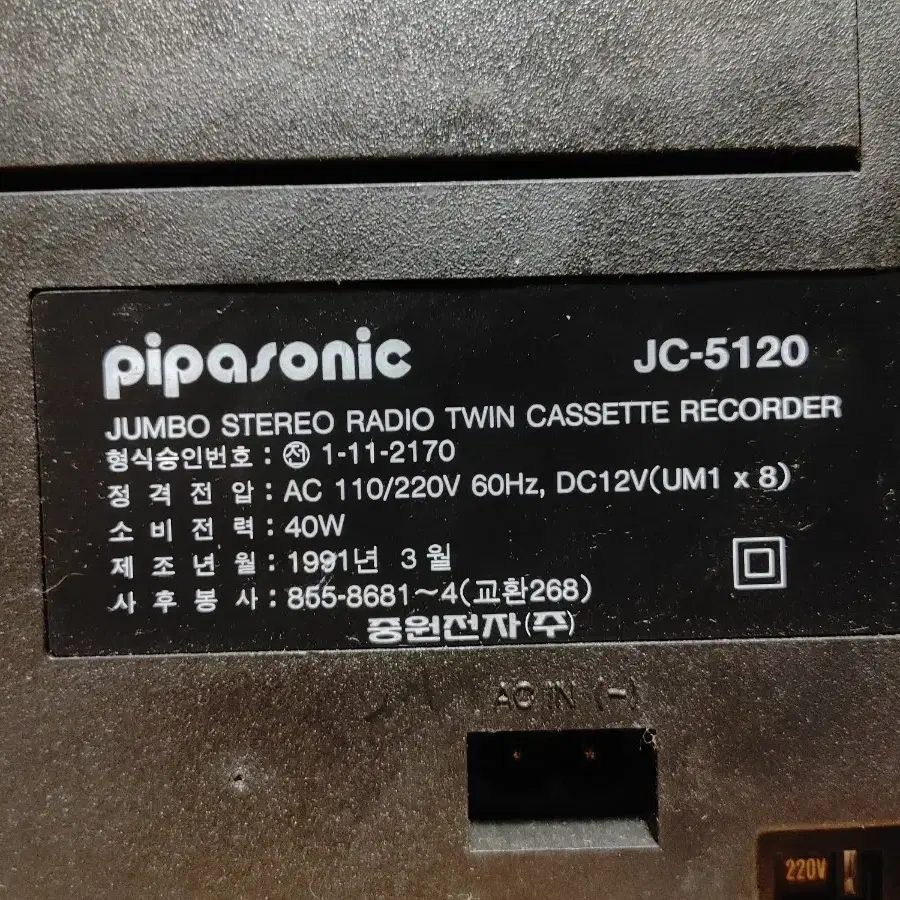 pipasonic JC-5120
JUMBO STEREO RADIO TWIN CASSETTE RECORDER
형식승인번호 : ㉠전 1-11-2170
정 격 전 압 : AC 110/220V 60Hz, DC12V(UM1 x 8)
소 비 전 력 : 40W
제 조 년 월 : 1991년 3월
사 후 봉 사 : 855-8681~4(교환268)
중원전자(주)
AC IN (~)
220V